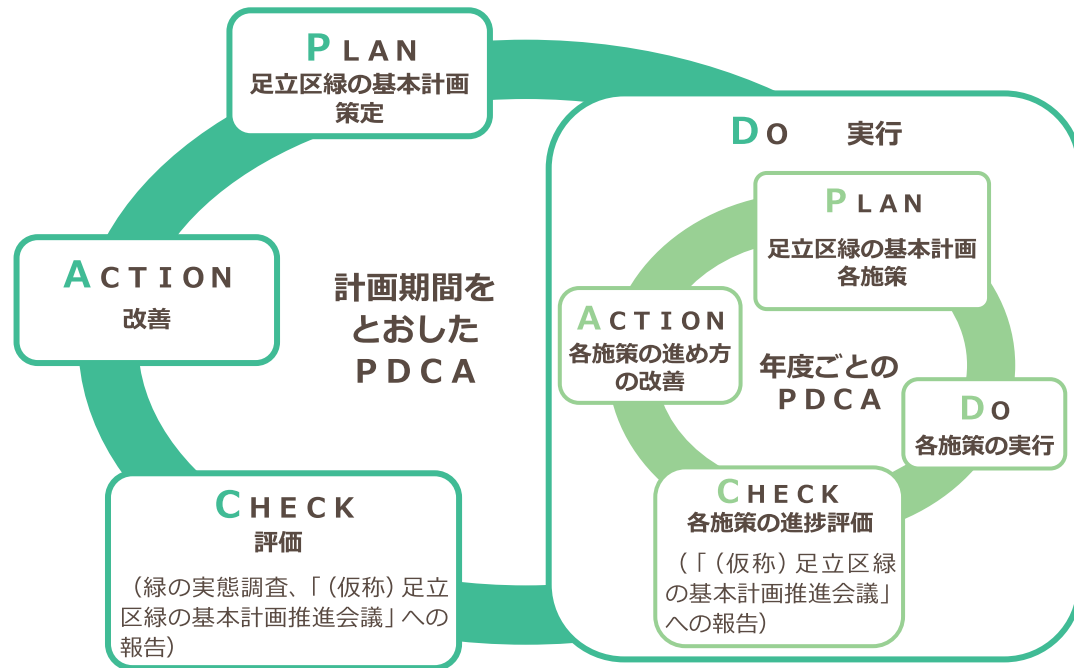 PLAN
足立区緑の基本計画
策定
DO 実行
PLAN
足立区緑の基本計画
各施策
DO
各施策の実行
CHECK
各施策の進捗評価
（「（仮称）足立区緑
の基本計画推進会議」
への報告）
ACTION
各施策の進め方
の改善
年度ごとの
PDCA
CHECK
評価
（緑の実態調査、「（仮称）足立
区緑の基本計画推進会議」への
報告）
ACTION
改善
計画期間を
とおした
PDCA